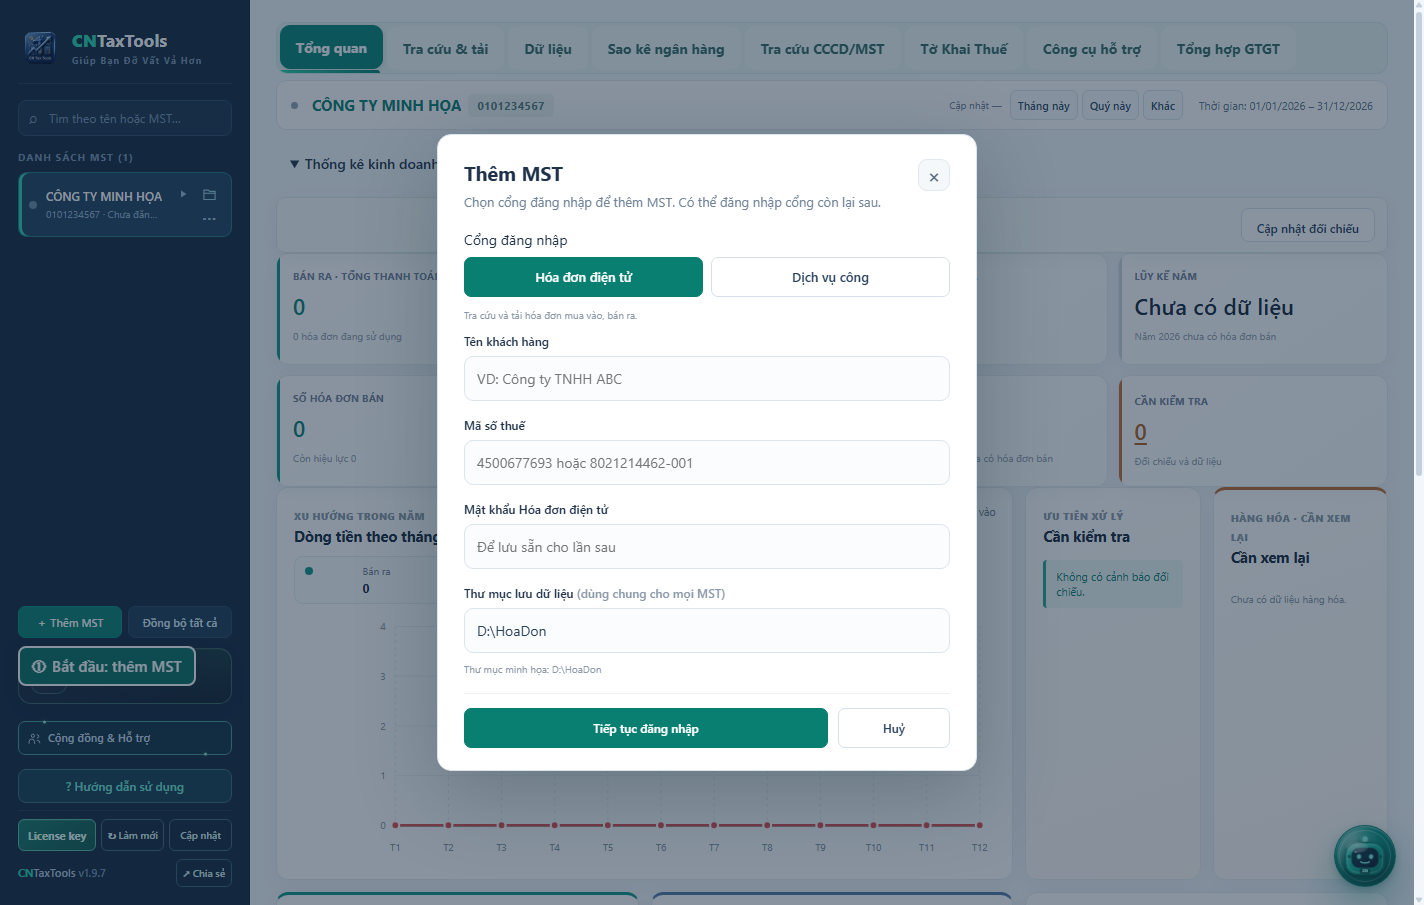 CNTaxTools
Giúp Bạn Đỡ Vất Vả Hơn
Tìm theo tên hoặc MST...
DANH SÁCH MST (1)
CÔNG TY MINH HỌA
0101234567 · Chưa đăn...
+ Thêm MST
Đồng bộ tất cả
① Bắt đầu: thêm MST
Cộng đồng & Hỗ trợ
? Hướng dẫn sử dụng
License key
↻ Làm mới
Cập nhật
CNTaxTools v1.9.7
↗ Chia sẻ
Tổng quan
Tra cứu & tải
Dữ liệu
Sao kê ngân hàng
Tra cứu CCCD/MST
Tờ Khai Thuế
Công cụ hỗ trợ
Tổng hợp GTGT
CÔNG TY MINH HỌA
0101234567
Cập nhật —
Tháng này
Quý này
Khác
Thời gian: 01/01/2026 – 31/12/2026
▼ Thống kê kinh doanh
Cập nhật đối chiếu
BÁN RA · TỔNG THANH TOÁN
0
0 hóa đơn đang sử dụng
LŨY KẾ NĂM
Chưa có dữ liệu
Năm 2026 chưa có hóa đơn bán
SỐ HÓA ĐƠN BÁN
0
Còn hiệu lực 0
có hóa đơn bán
CẦN KIỂM TRA
0
Đối chiếu và dữ liệu
XU HƯỚNG TRONG NĂM
Dòng tiền theo tháng
vào
Bán ra
0
4
3
2
1
0
T1
T2
T3
T4
T5
T6
T7
T8
T9
T10
T11
T12
ƯU TIÊN XỬ LÝ
Cần kiểm tra
Không có cảnh báo đối
chiếu.
HÀNG HÓA · CẦN XEM
LẠI
Cần xem lại
Chưa có dữ liệu hàng hóa.
Thêm MST
×
Chọn cổng đăng nhập để thêm MST. Có thể đăng nhập cổng còn lại sau.
Cổng đăng nhập
Hóa đơn điện tử
Dịch vụ công
Tra cứu và tải hóa đơn mua vào, bán ra.
Tên khách hàng
VD: Công ty TNHH ABC
Mã số thuế
4500677693 hoặc 8021214462-001
Mật khẩu Hóa đơn điện tử
Để lưu sẵn cho lần sau
Thư mục lưu dữ liệu (dùng chung cho mọi MST)
D:\HoaDon
Thư mục minh họa: D:\HoaDon
Tiếp tục đăng nhập
Huỷ